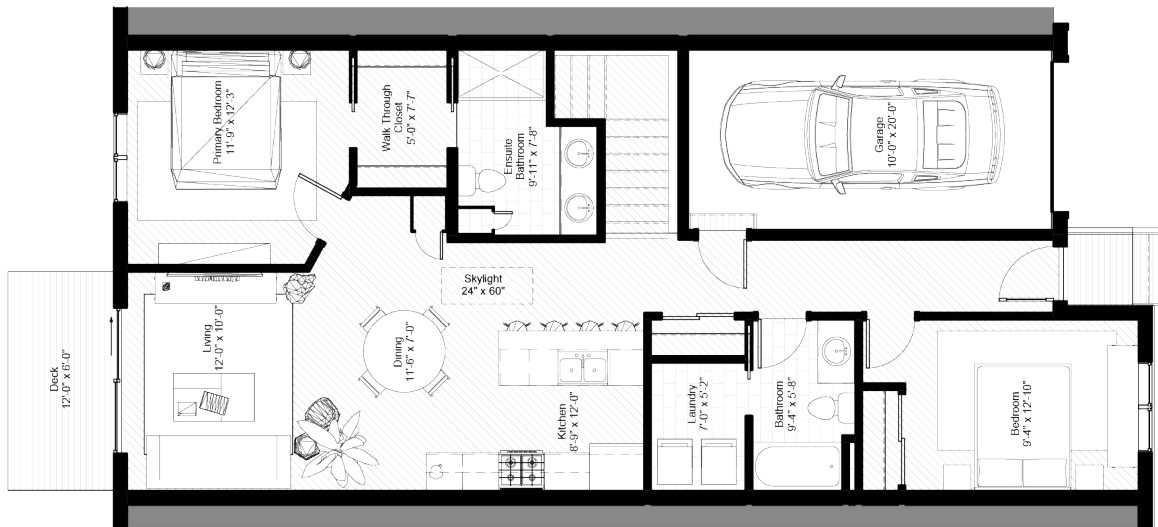 Primary Bedroom
11'-9" x 12'-3"
Walk Through
Closet
5'-0" x 7'-7"
Ensuite
Bathroom
9'-11" x 7'-8"
Garage
10'-0" x 20'-0"
Skylight
24" x 60"
Deck
12'-0" x 6'-0"
Living
12'-0" x 10'-0"
Dining
11'-6" x 7'-0"
Kitchen
8'-9" x 12'-0"
Laundry
7'-0" x 5'-2"
Bathroom
9'-4" x 5'-8"
Bedroom
9'-4" x 12'-10"